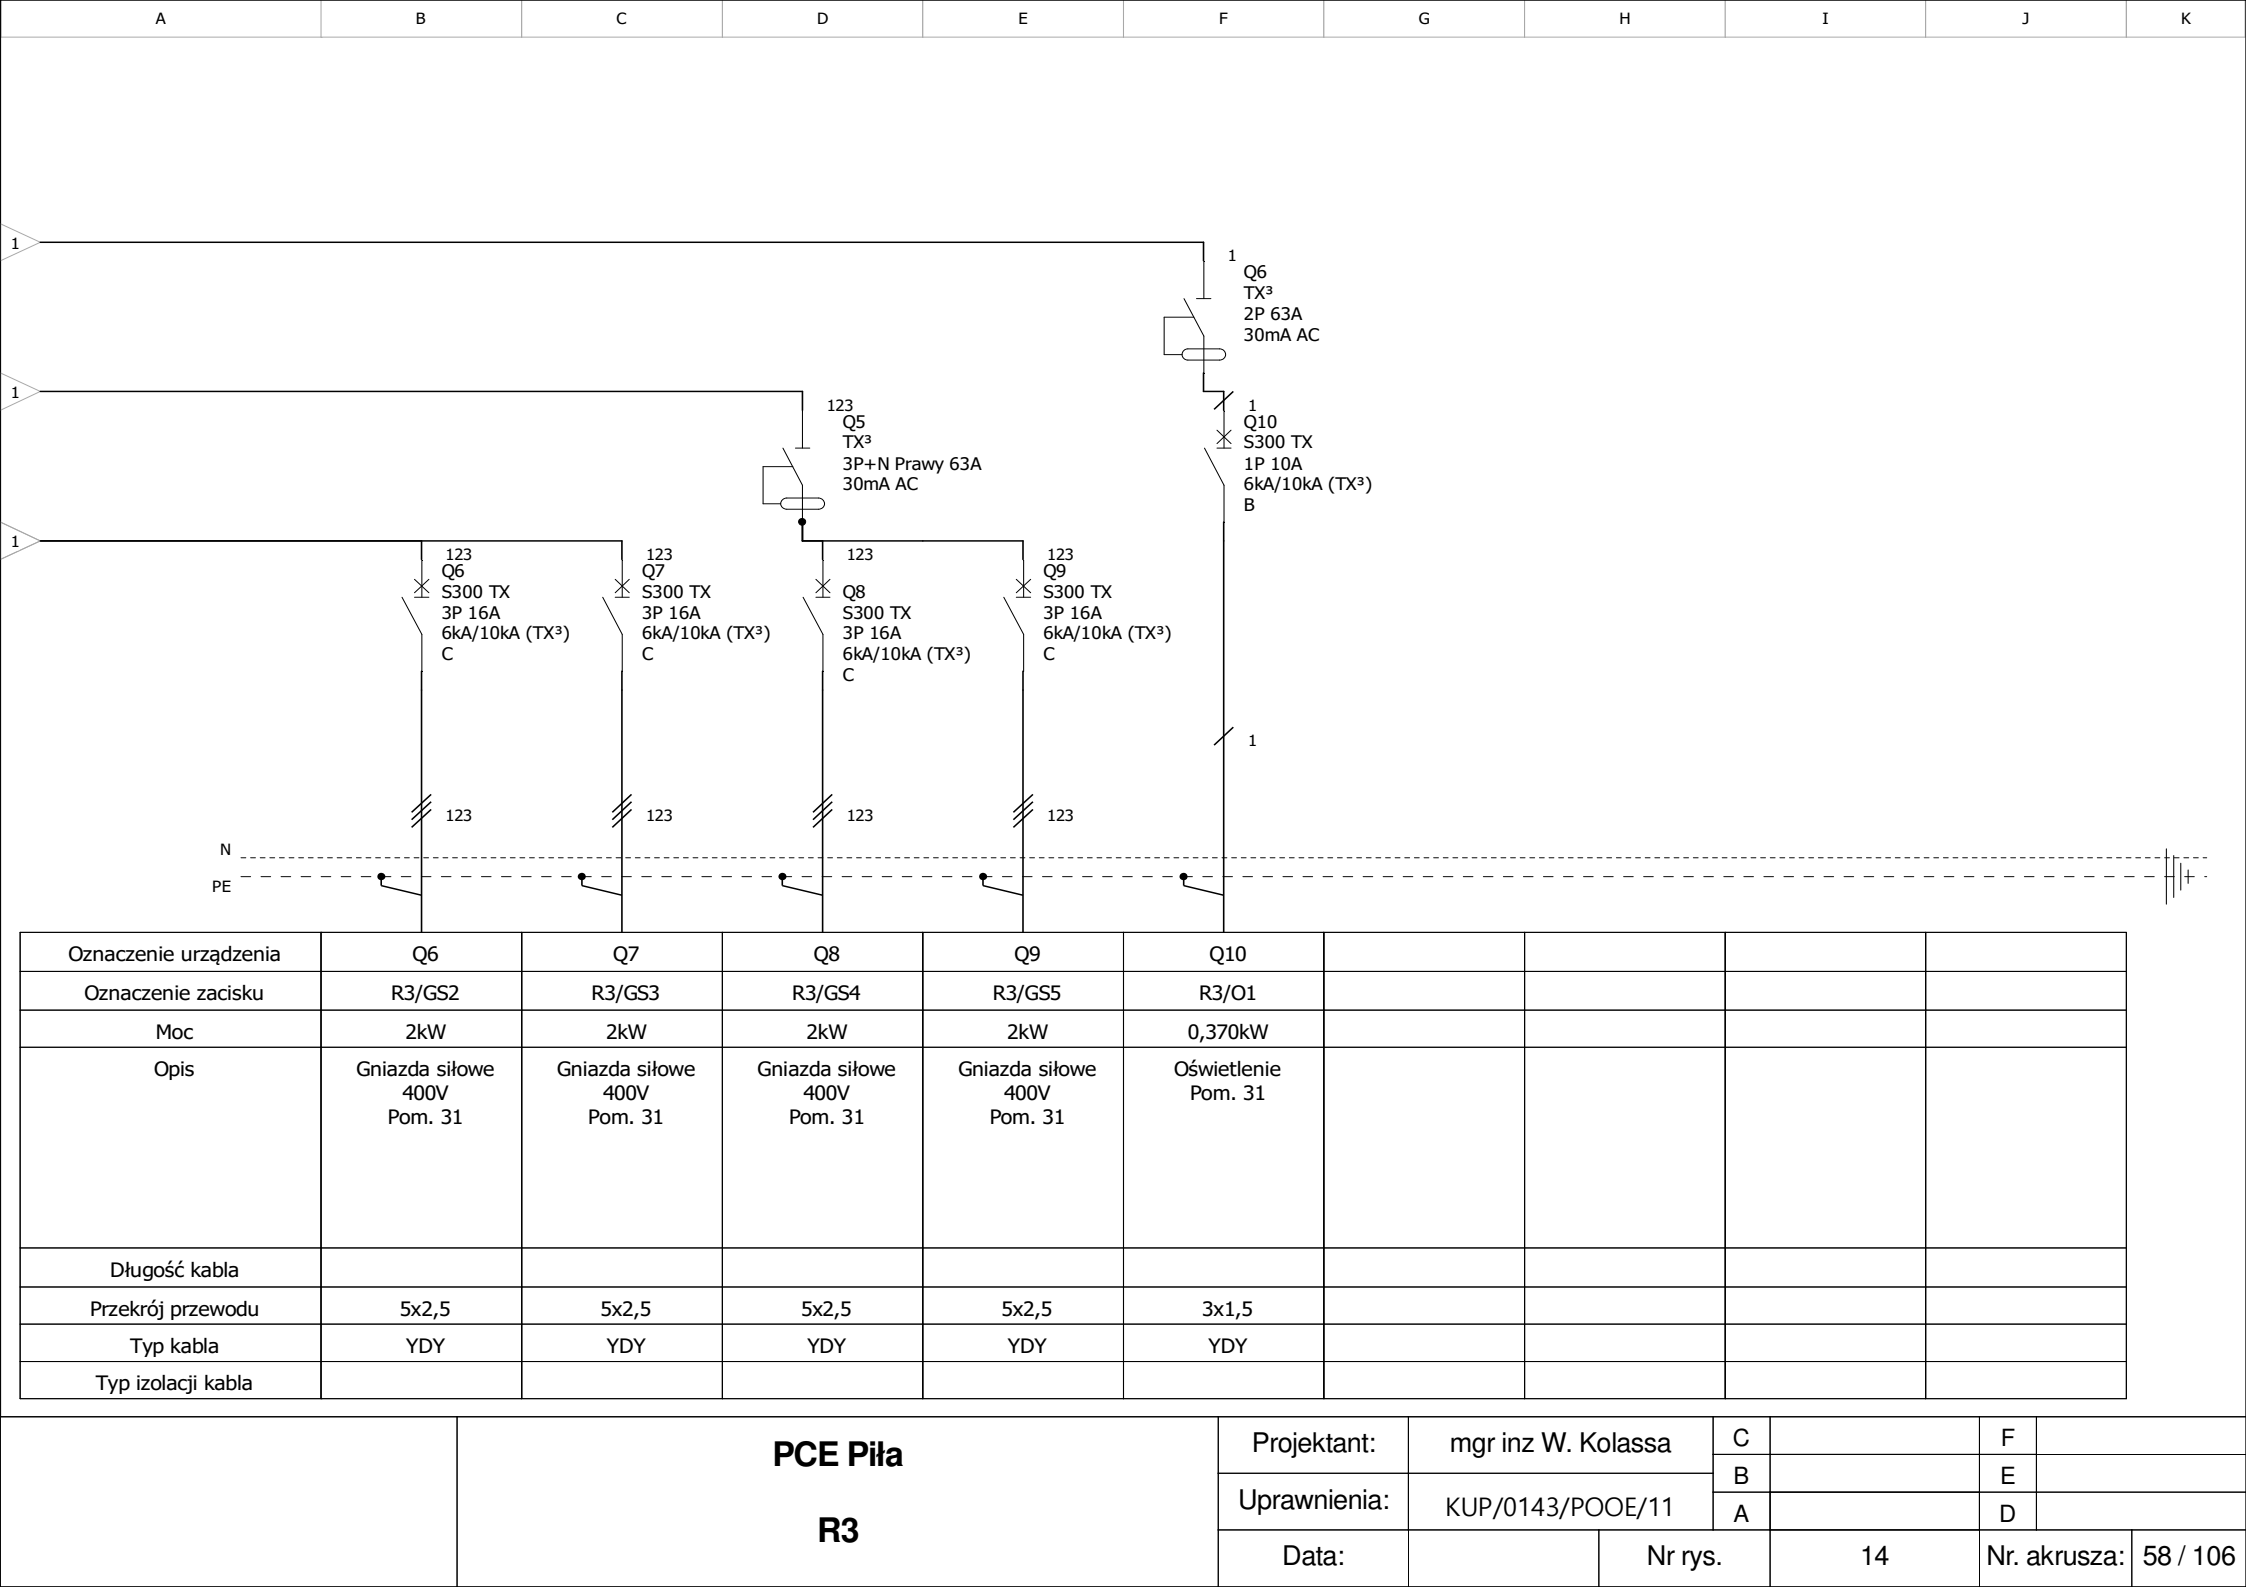 A B C D E F G H I J K
1
1
Q6
TX³
2P 63A
30mA AC
1
123
Q5
TX³
3P+N Prawy 63A
30mA AC
1
Q10
S300 TX
1P 10A
6kA/10kA (TX³)
B
1
123
Q6
S300 TX
3P 16A
6kA/10kA (TX³)
C
123
Q7
S300 TX
3P 16A
6kA/10kA (TX³)
C
123
Q8
S300 TX
3P 16A
6kA/10kA (TX³)
C
123
Q9
S300 TX
3P 16A
6kA/10kA (TX³)
C
1
123 123 123 123
N
PE
Oznaczenie urządzenia Q6 Q7 Q8 Q9 Q10
Oznaczenie zacisku R3/GS2 R3/GS3 R3/GS4 R3/GS5 R3/O1
Moc 2kW 2kW 2kW 2kW 0,370kW
Opis Gniazda siłowe Gniazda siłowe Gniazda siłowe Gniazda siłowe Oświetlenie
400V 400V 400V 400V Pom. 31
Pom. 31 Pom. 31 Pom. 31 Pom. 31
Długość kabla
Przekrój przewodu 5x2,5 5x2,5 5x2,5 5x2,5 3x1,5
Typ kabla YDY YDY YDY YDY YDY
Typ izolacji kabla
PCE Piła
R3
Projektant: mgr inz W. Kolassa
Uprawnienia: KUP/0143/POOE/11
C F
B E
A D
Data: Nr rys. 14 Nr. akrusza: 58 / 106